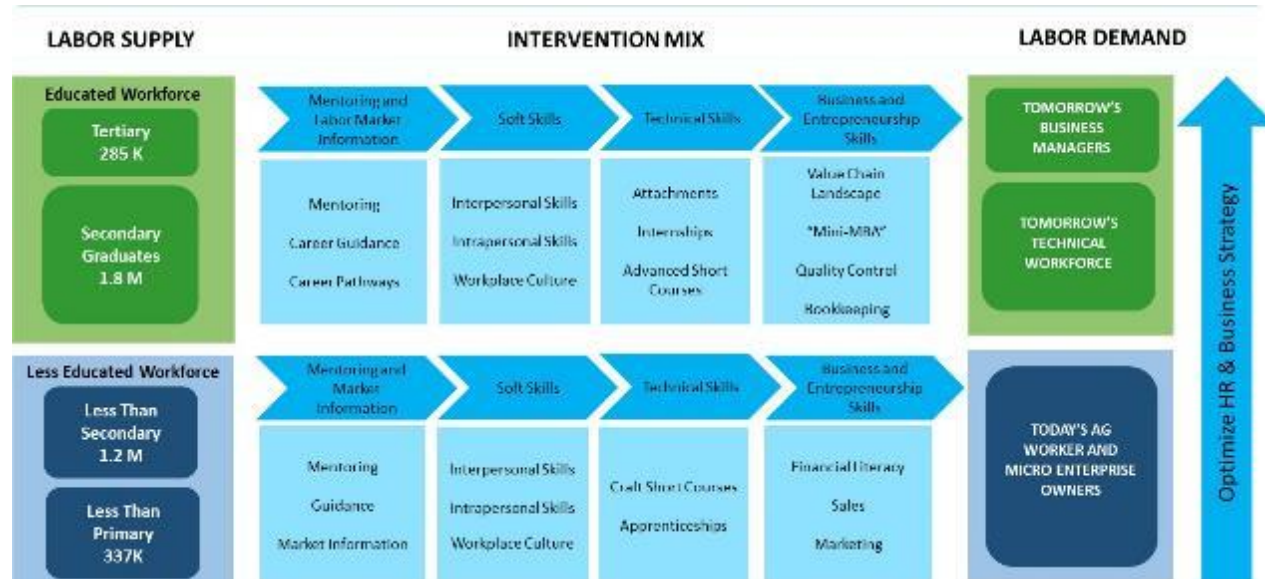 LABOR SUPPLY
INTERVENTION MIX
LABOR DEMAND
Educated Workforce
Tertiary
285 K
Secondary
Graduates
1.8 M
Mentoring and
Labor Market
Information
Soft Skills
Technical Skills
Business and
Entrepreneurship
Skills
Mentoring
Career Guidance
Career Pathways
Interpersonal Skills
Intrapersonal Skills
Workplace Culture
Attachments
Internships
Advanced Short
Courses
Value Chain
Landscape
"Mini-MBA"
Quality Control
Bookkeeping
TOMORROW'S
BUSINESS
MANAGERS
TOMORROW'S
TECHNICAL
WORKFORCE
Less Educated Workforce
Less Than
Secondary
1.2 M
Less Than
Primary
337K
Mentoring and
Market
Information
Soft Skills
Technical Skills
Business and
Entrepreneurship
Skills
Mentoring
Guidance
Market Information
Interpersonal Skills
Intrapersonal Skills
Workplace Culture
Craft Short Courses
Apprenticeships
Financial Literacy
Sales
Marketing
TODAY'S AG
WORKER AND
MICRO ENTERPRISE
OWNERS
Optimize HR & Business Strategy